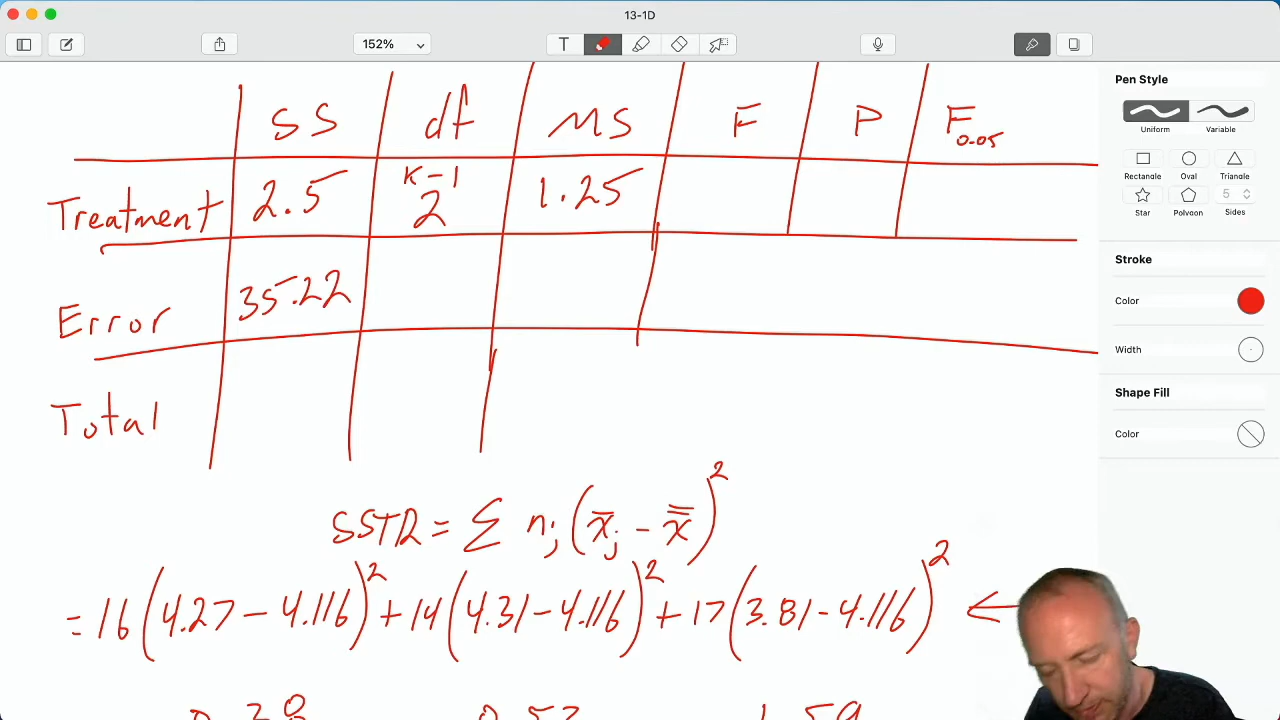 13-1D
152%
T
Pen Style
Uniform Variable
Rectangle Oval Triangle
Star Polygon Sides
5
Stroke
Color
Width
Shape Fill
Color
SS df MS F P F0.05
Treatment 2.5 K-1 2 1.25
Error 35.22
Total
SSTR = Σ nj (x̄j - x̿)²
= 16(4.27 - 4.116)² + 14(4.31 - 4.116)² + 17(3.81 - 4.116)² ←